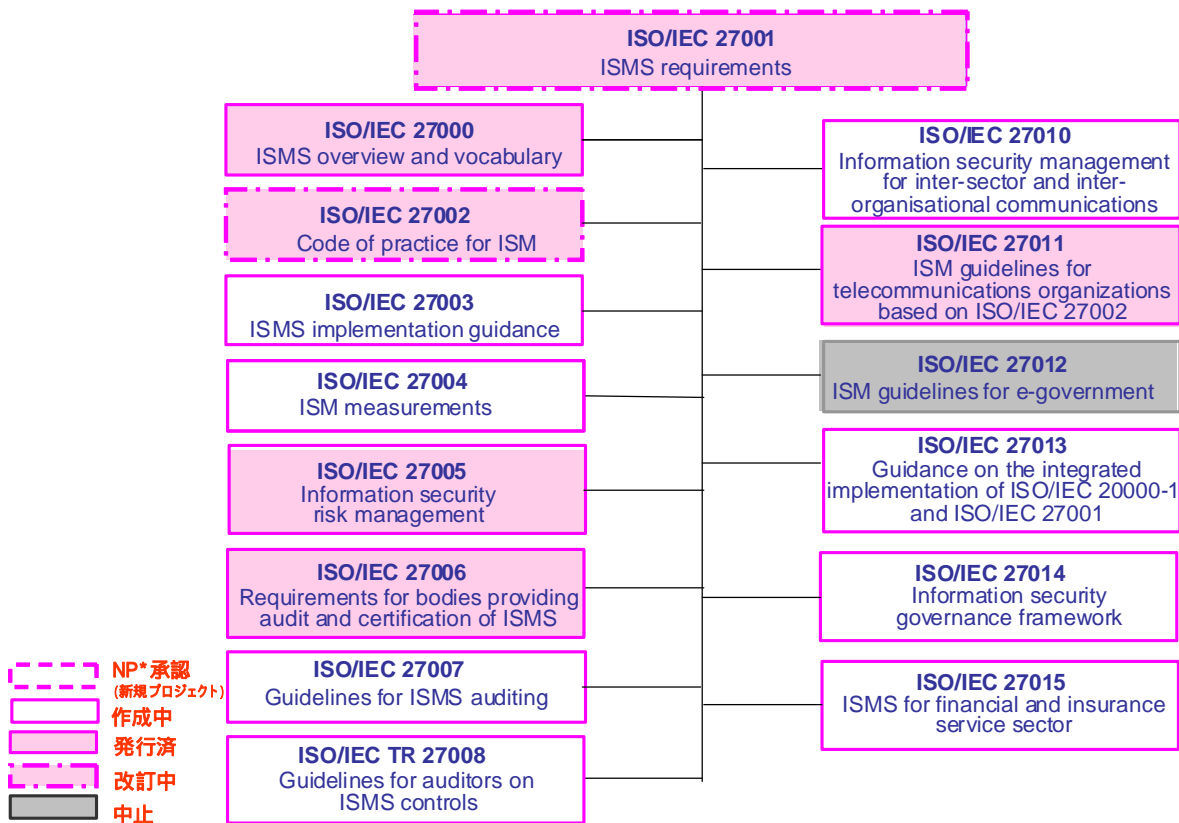 ISO/IEC 27001
ISMS requirements
ISO/IEC 27000
ISMS overview and vocabulary
ISO/IEC 27002
Code of practice for ISM
ISO/IEC 27003
ISMS implementation guidance
ISO/IEC 27004
ISM measurements
ISO/IEC 27005
Information security
risk management
ISO/IEC 27006
Requirements for bodies providing
audit and certification of ISMS
ISO/IEC 27007
Guidelines for ISMS auditing
ISO/IEC TR 27008
Guidelines for auditors on
ISMS controls
ISO/IEC 27010
Information security management
for inter-sector and inter-
organisational communications
ISO/IEC 27011
ISM guidelines for
telecommunications organizations
based on ISO/IEC 27002
ISO/IEC 27012
ISM guidelines for e-government
ISO/IEC 27013
Guidance on the integrated
implementation of ISO/IEC 20000-1
and ISO/IEC 27001
ISO/IEC 27014
Information security
governance framework
ISO/IEC 27015
ISMS for financial and insurance
service sector
NP*承認
(新規プロジェクト)
作成中
発行済
改訂中
中止